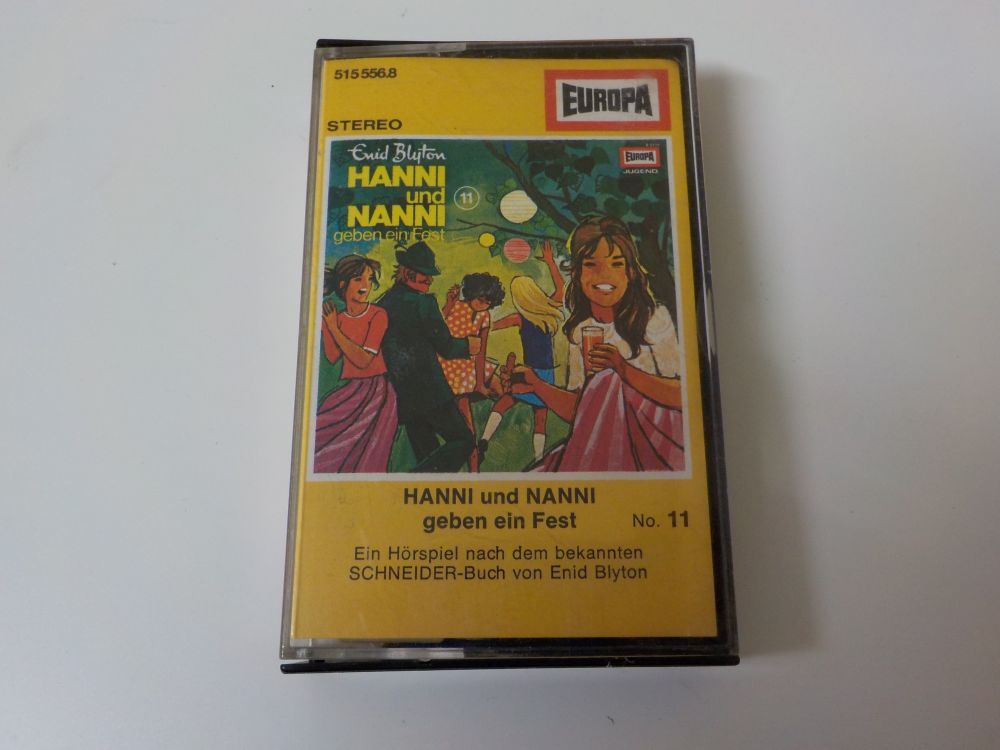 515 556.8
EUROPA
STEREO
Enid Blyton
HANNI
und
NANNI
11
geben ein Fest
EUROPA
JUGEND
HANNI und NANNI
geben ein Fest
No. 11
Ein Hörspiel nach dem bekannten
SCHNEIDER-Buch von Enid Blyton